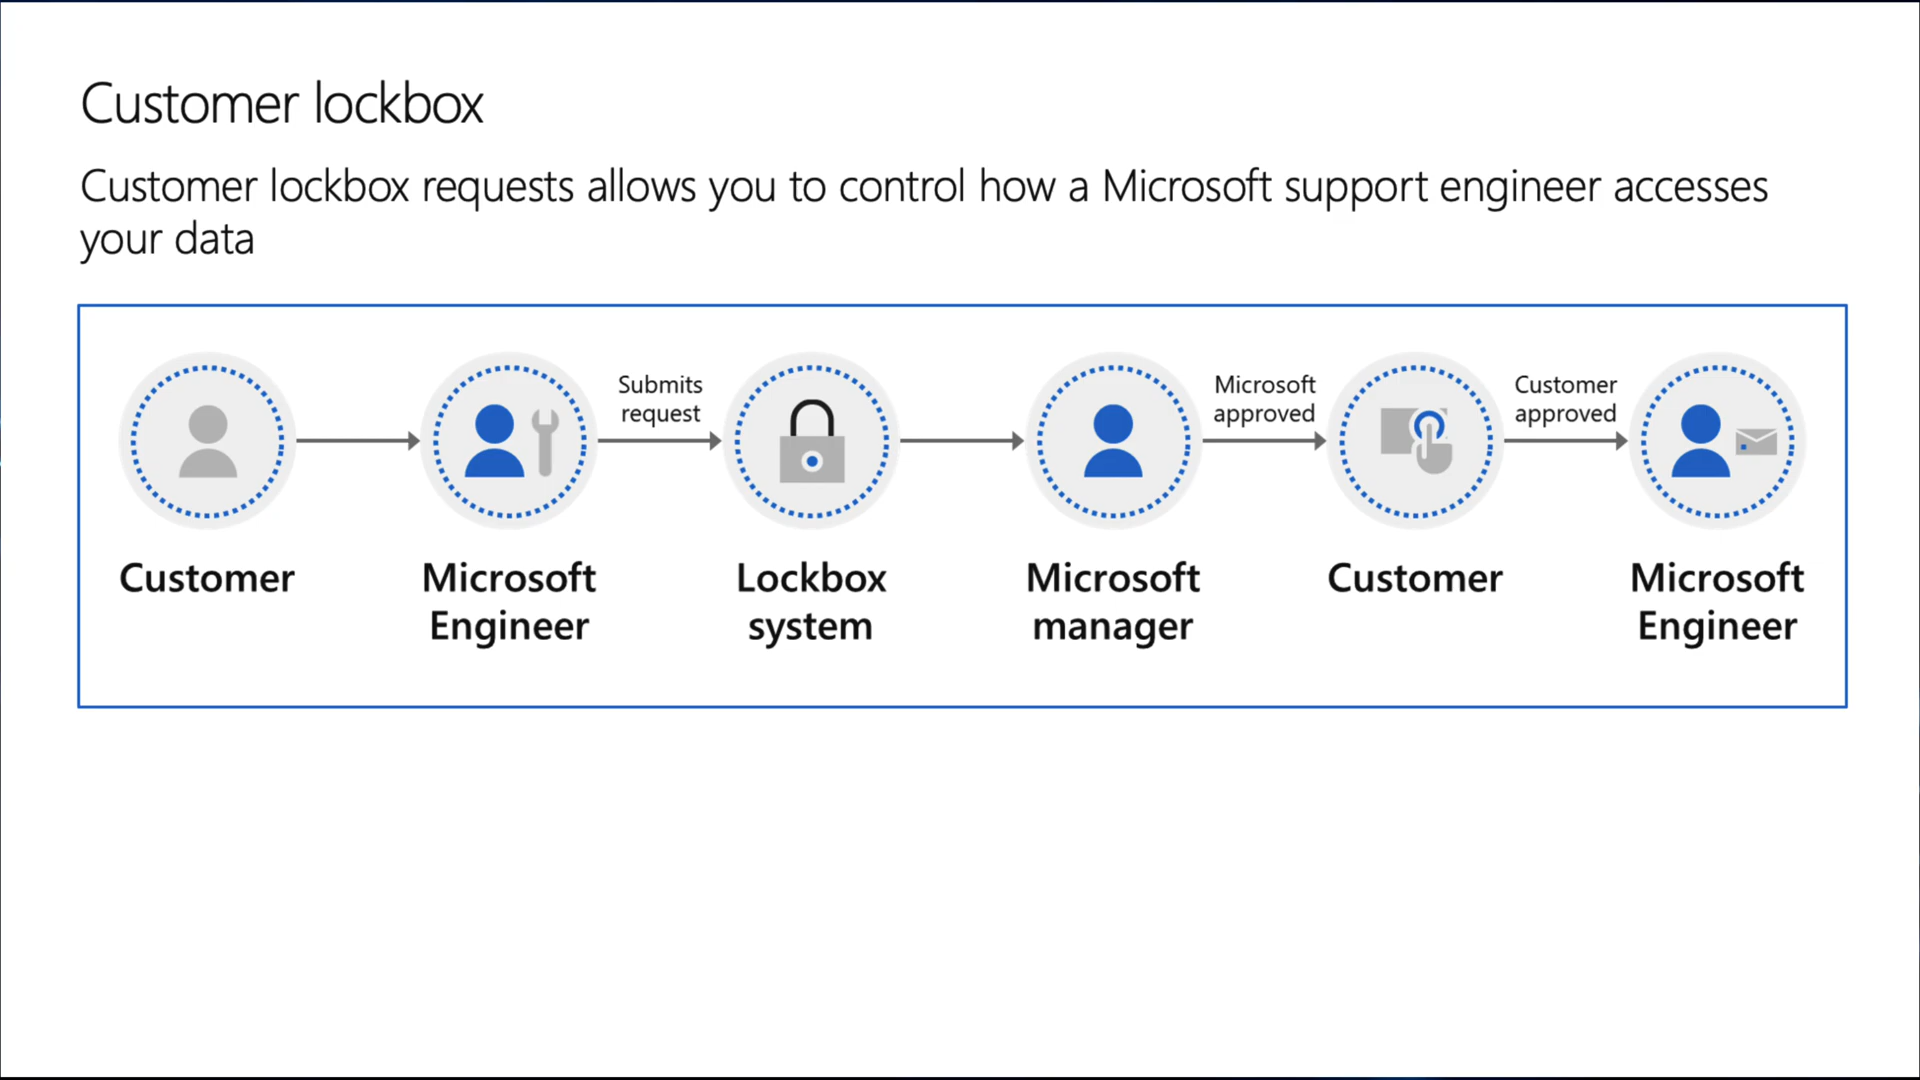 Customer lockbox
Customer lockbox requests allows you to control how a Microsoft support engineer accesses
your data
Submits
request
Microsoft
approved
Customer
approved
Customer
Microsoft
Engineer
Lockbox
system
Microsoft
manager
Customer
Microsoft
Engineer